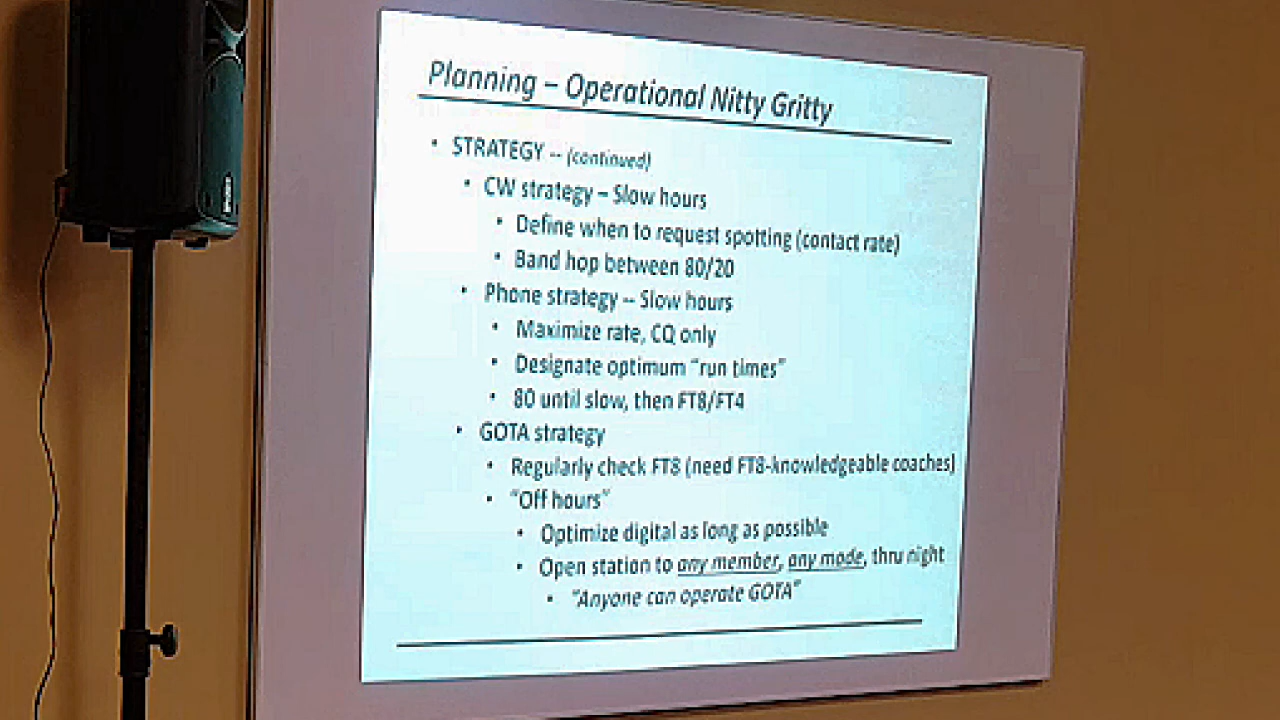 Planning – Operational Nitty Gritty
• STRATEGY -- (continued)
• CW strategy – Slow hours
• Define when to request spotting (contact rate)
• Band hop between 80/20
• Phone strategy -- Slow hours
• Maximize rate, CQ only
• Designate optimum "run times"
• 80 until slow, then FT8/FT4
• GOTA strategy
• Regularly check FT8 (need FT8-knowledgeable coaches)
• "Off hours"
• Optimize digital as long as possible
• Open station to any member, any mode, thru night
• "Anyone can operate GOTA"